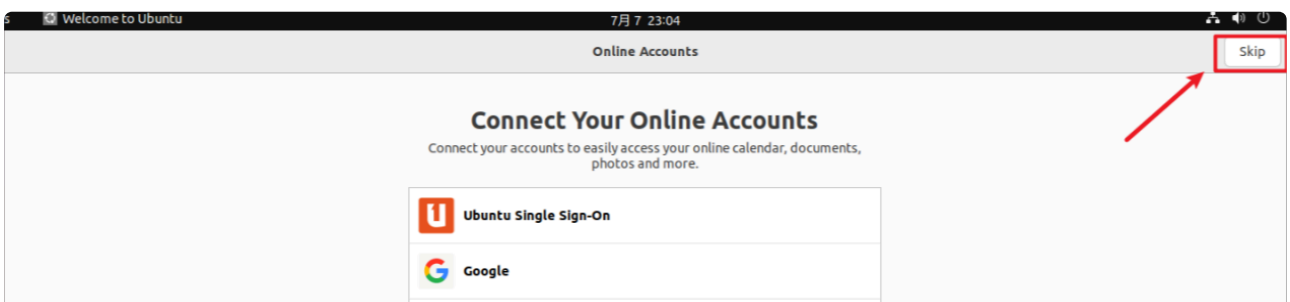 Welcome to Ubuntu
7月 7 23:04
Online Accounts
Skip
Connect Your Online Accounts
Connect your accounts to easily access your online calendar, documents,
photos and more.
Ubuntu Single Sign-On
Google